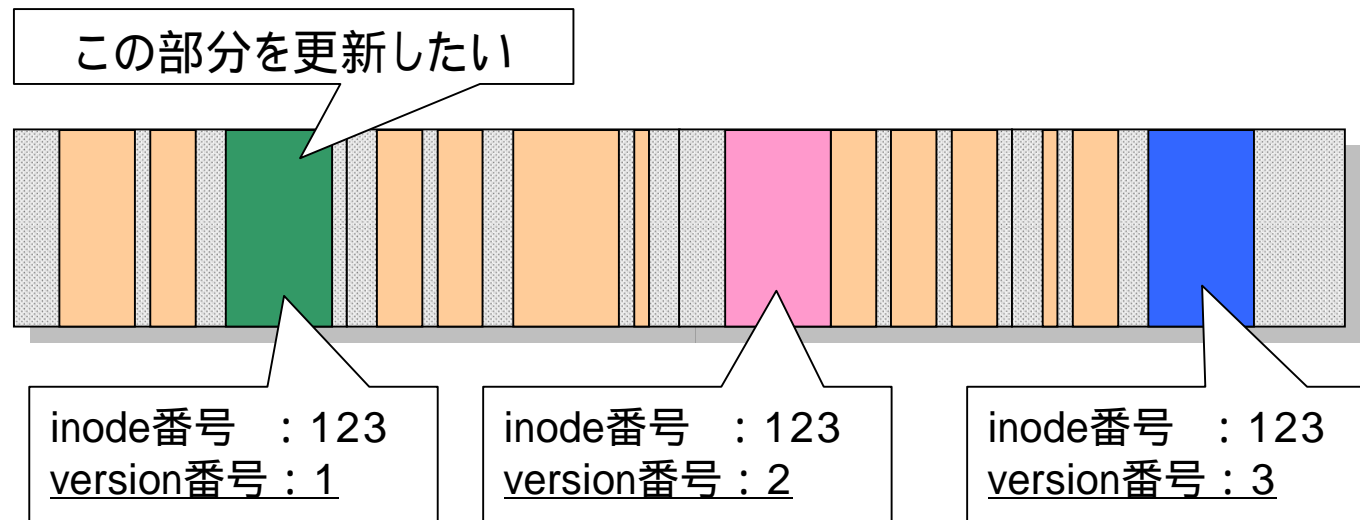 この部分を更新したい
inode番号　：123
version番号：1
inode番号　：123
version番号：2
inode番号　：123
version番号：3